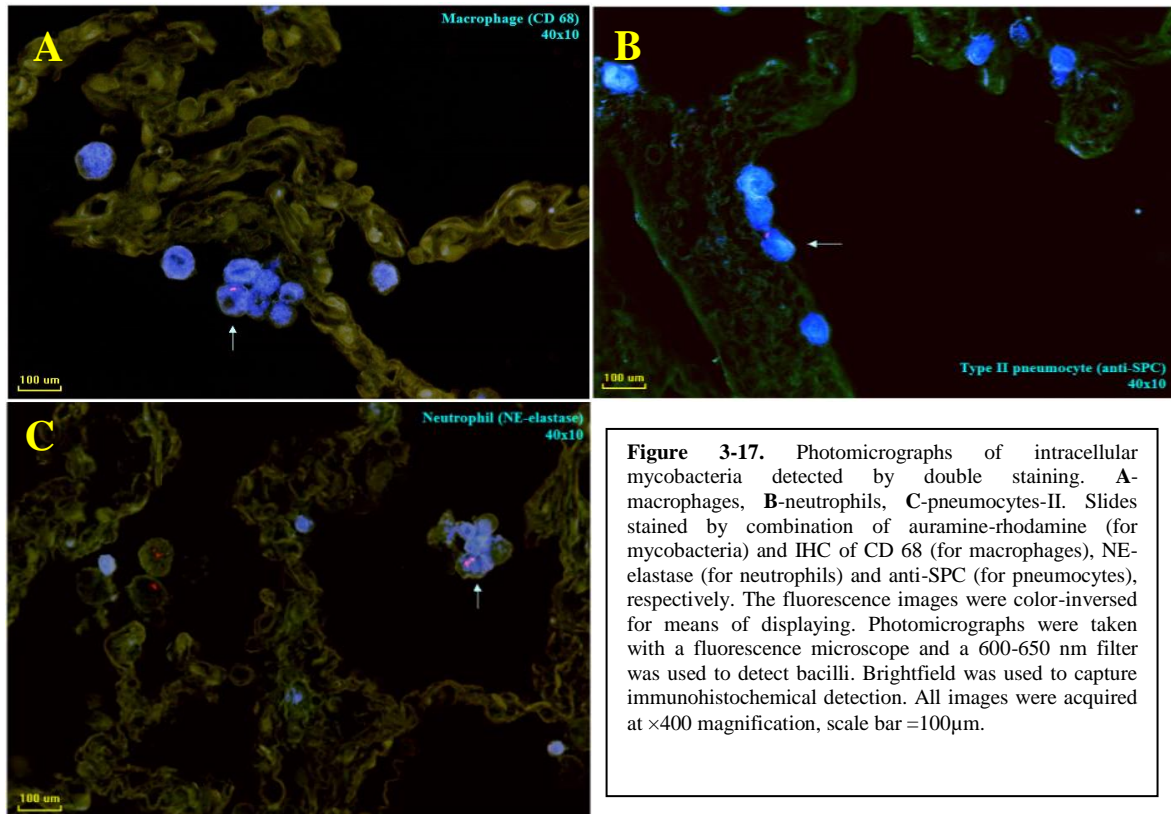 A
Macrophage (CD 68)
40x10
100 um
B
Type II pneumocyte (anti-SPC)
40x10
100 um
C
Neutrophil (NE-elastase)
40x10
100 um
Figure 3-17. Photomicrographs of intracellular
mycobacteria detected by double staining. A-
macrophages, B-neutrophils, C-pneumocytes-II. Slides
stained by combination of auramine-rhodamine (for
mycobacteria) and IHC of CD 68 (for macrophages), NE-
elastase (for neutrophils) and anti-SPC (for pneumocytes),
respectively. The fluorescence images were color-inversed
for means of displaying. Photomicrographs were taken
with a fluorescence microscope and a 600-650 nm filter
was used to detect bacilli. Brightfield was used to capture
immunohistochemical detection. All images were acquired
at ×400 magnification, scale bar =100μm.